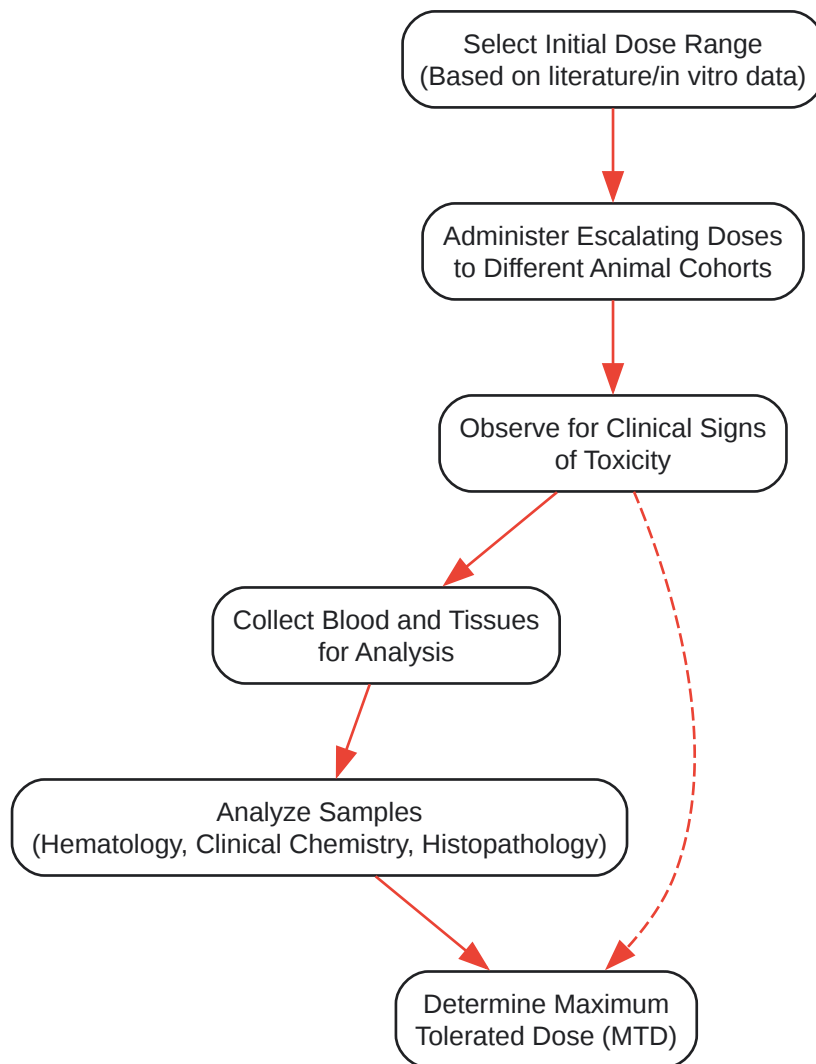 Select Initial Dose Range
(Based on literature/in vitro data)
Administer Escalating Doses
to Different Animal Cohorts
Observe for Clinical Signs
of Toxicity
Collect Blood and Tissues
for Analysis
Analyze Samples
(Hematology, Clinical Chemistry, Histopathology)
Determine Maximum
Tolerated Dose (MTD)